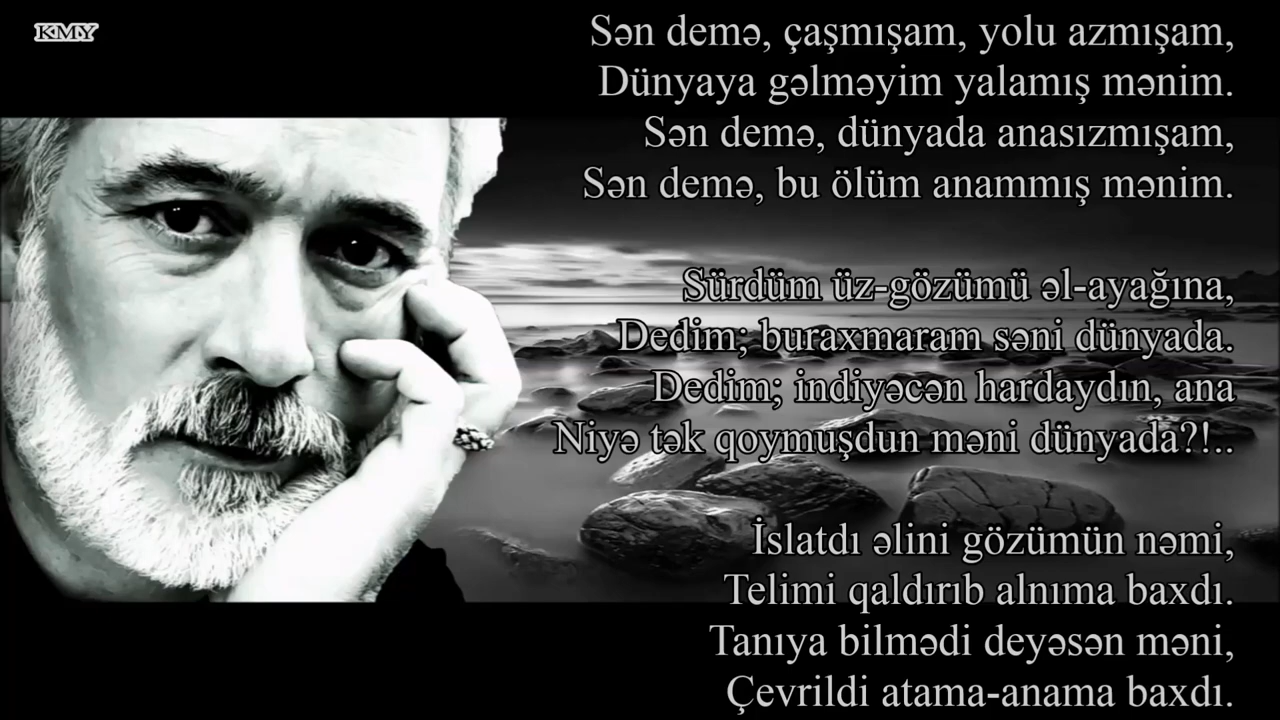 KMY
Sən demə, çaşmışam, yolu azmışam,
Dünyaya gəlməyim yalamış mənim.
Sən demə, dünyada anasızmışam,
Sən demə, bu ölüm anammış mənim.
Sürdüm üz-gözümü əl-ayağına,
Dedim; buraxmaram səni dünyada.
Dedim; indiyəcən hardaydın, ana
Niyə tək qoymuşdun məni dünyada?!..
İslatdı əlini gözümün nəmi,
Telimi qaldırıb alnıma baxdı.
Tanıya bilmədi deyəsən məni,
Çevrildi atama-anama baxdı.